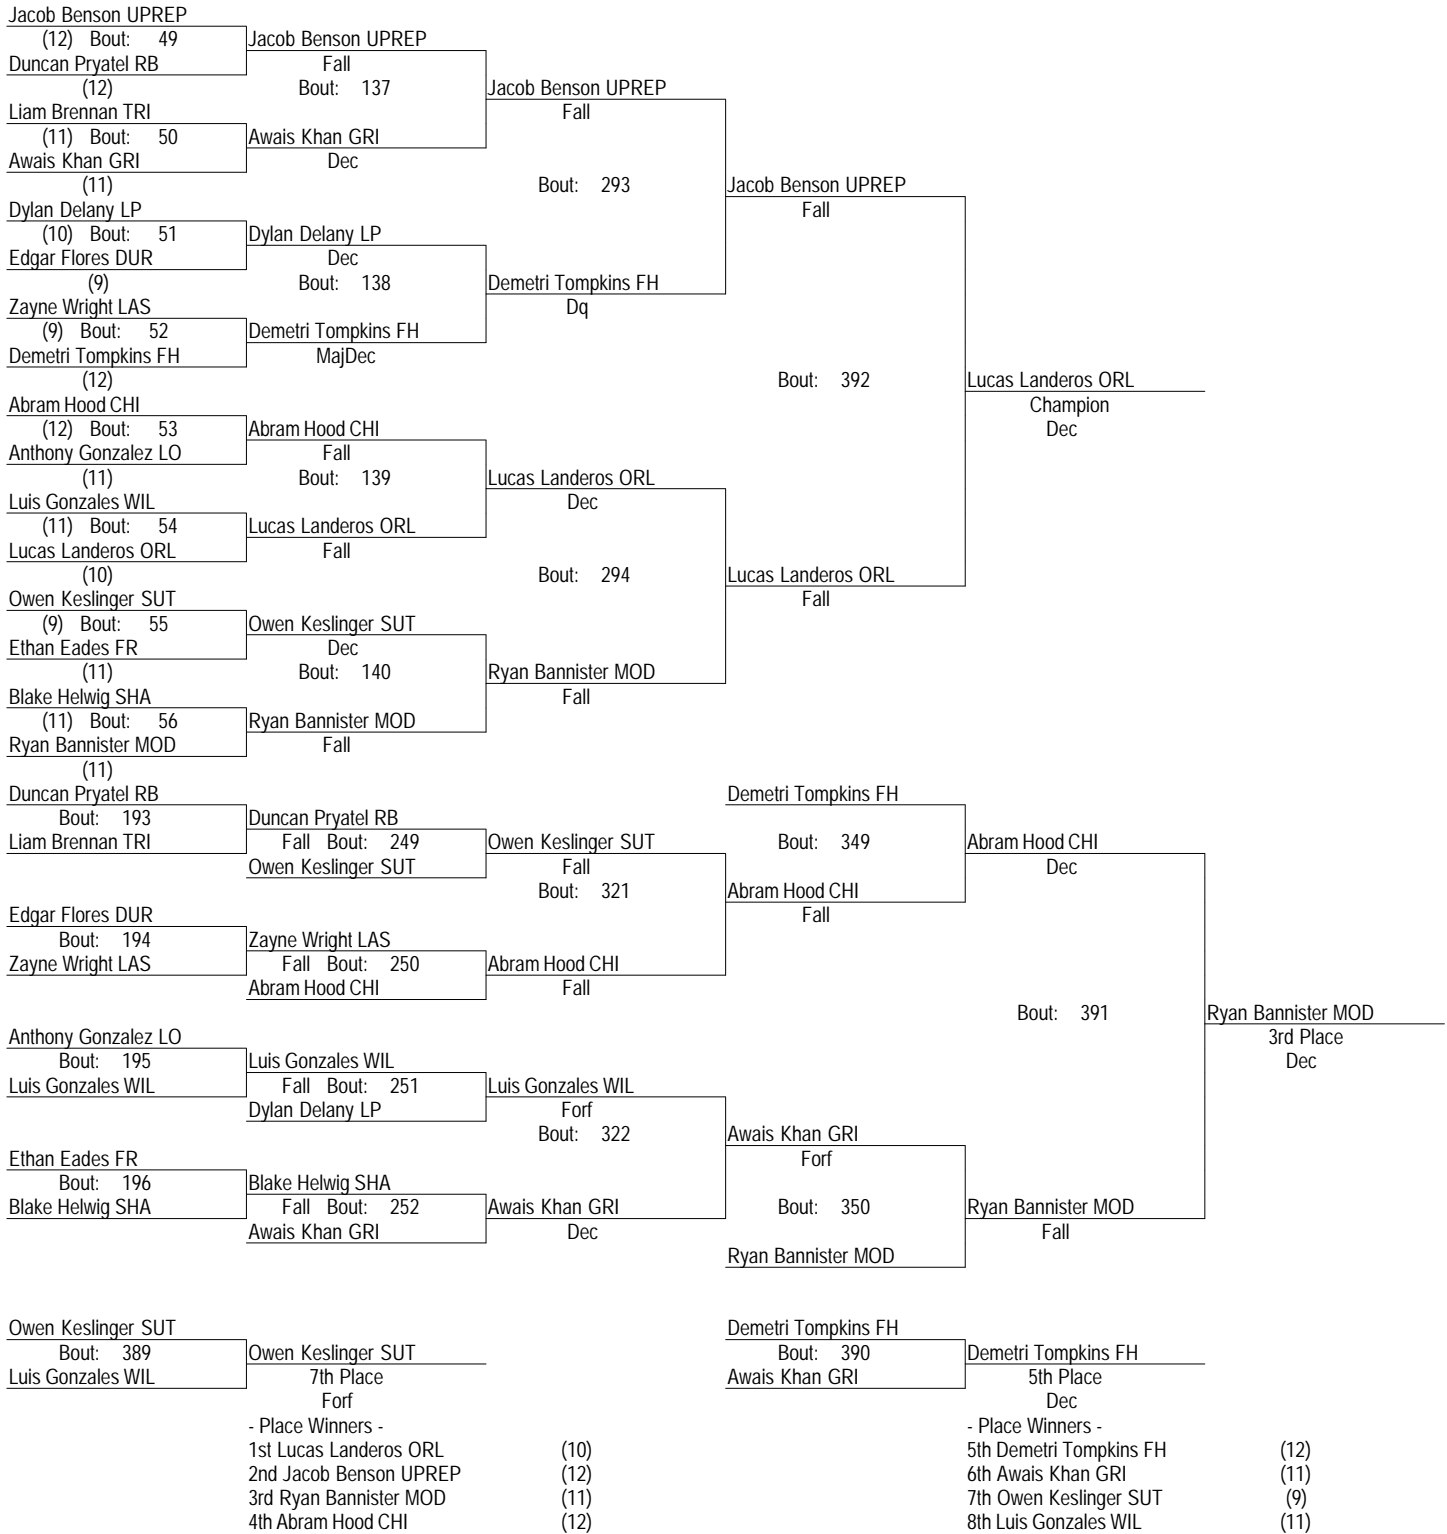 Jacob Benson UPREP
(12) Bout: 49 Jacob Benson UPREP
Duncan Pryatel RB Fall
(12) Bout: 137 Jacob Benson UPREP
Liam Brennan TRI Fall
(11) Bout: 50 Awais Khan GRI
Awais Khan GRI Dec
(11) Bout: 293 Jacob Benson UPREP
Dylan Delany LP Fall
(10) Bout: 51 Dylan Delany LP
Edgar Flores DUR Dec
(9) Bout: 138 Demetri Tompkins FH
Zayne Wright LAS Dq
(9) Bout: 52 Demetri Tompkins FH
Demetri Tompkins FH MajDec
(12) Bout: 392 Lucas Landeros ORL
Abram Hood CHI Champion
(12) Bout: 53 Abram Hood CHI Dec
Anthony Gonzalez LO Fall
(11) Bout: 139 Lucas Landeros ORL
Luis Gonzales WIL Dec
(11) Bout: 54 Lucas Landeros ORL
Lucas Landeros ORL Fall
(10) Bout: 294 Lucas Landeros ORL
Owen Keslinger SUT Fall
(9) Bout: 55 Owen Keslinger SUT
Ethan Eades FR Dec
(11) Bout: 140 Ryan Bannister MOD
Blake Helwig SHA Fall
(11) Bout: 56 Ryan Bannister MOD
Ryan Bannister MOD Fall
(11)
Duncan Pryatel RB Demetri Tompkins FH
Bout: 193 Duncan Pryatel RB
Liam Brennan TRI Fall Bout: 249 Owen Keslinger SUT Bout: 349 Abram Hood CHI
Owen Keslinger SUT Fall Dec
Bout: 321 Abram Hood CHI
Edgar Flores DUR Fall
Bout: 194 Zayne Wright LAS
Zayne Wright LAS Fall Bout: 250 Abram Hood CHI
Abram Hood CHI Fall
Bout: 391 Ryan Bannister MOD
Anthony Gonzalez LO 3rd Place
Bout: 195 Luis Gonzales WIL Dec
Luis Gonzales WIL Fall Bout: 251 Luis Gonzales WIL
Dylan Delany LP Forf
Bout: 322 Awais Khan GRI
Ethan Eades FR Forf
Bout: 196 Blake Helwig SHA
Blake Helwig SHA Fall Bout: 252 Awais Khan GRI Bout: 350 Ryan Bannister MOD
Awais Khan GRI Dec Fall
Ryan Bannister MOD
Owen Keslinger SUT Demetri Tompkins FH
Bout: 389 Owen Keslinger SUT Bout: 390 Demetri Tompkins FH
Luis Gonzales WIL 7th Place Awais Khan GRI 5th Place
Forf Dec
- Place Winners - - Place Winners -
1st Lucas Landeros ORL (10) 5th Demetri Tompkins FH (12)
2nd Jacob Benson UPREP (12) 6th Awais Khan GRI (11)
3rd Ryan Bannister MOD (11) 7th Owen Keslinger SUT (9)
4th Abram Hood CHI (12) 8th Luis Gonzales WIL (11)